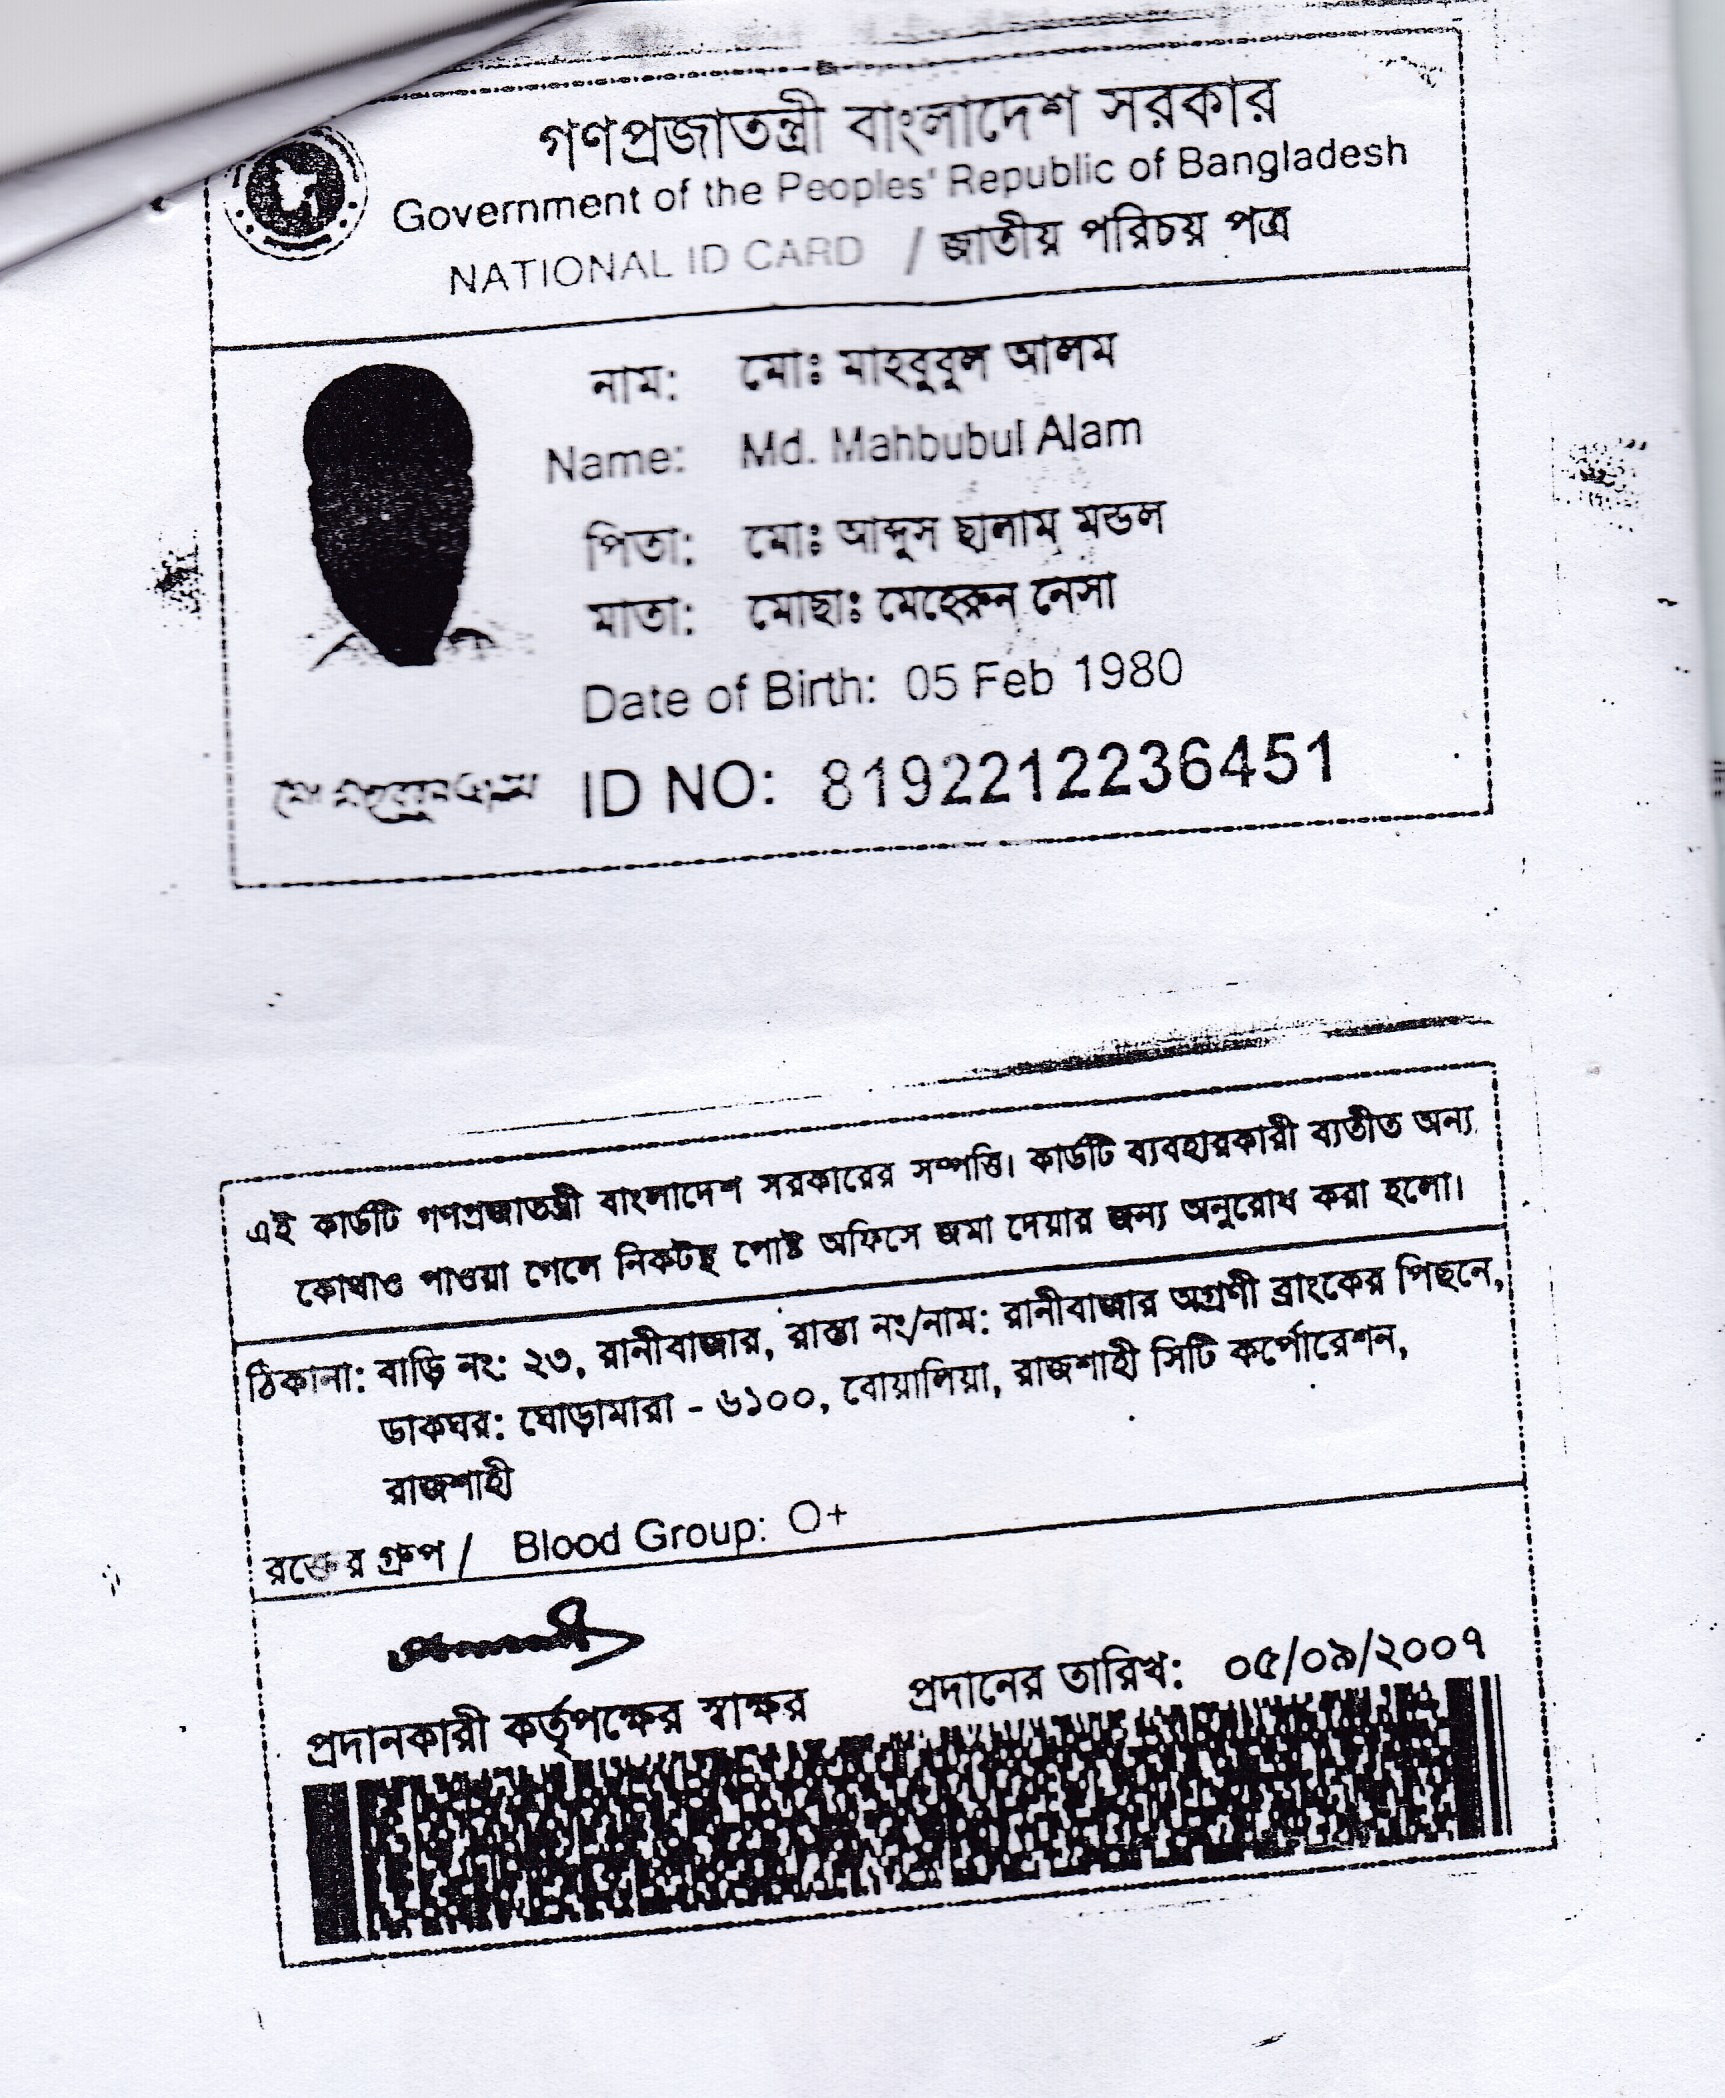 গণপ্রজাতন্ত্রী বাংলাদেশ সরকার
Government of the Peoples' Republic of Bangladesh
NATIONAL ID CARD / জাতীয় পরিচয় পত্র
নাম: মোঃ মাহবুবুল আলম
Name: Md. Mahbubul Alam
পিতা: মোঃ আব্দুস ছালাম মন্ডল
মাতা: মোছাঃ মেহেরুন নেসা
Date of Birth: 05 Feb 1980
মোঃ মাহবুবুল আলম ID NO: 8192212236451
এই কার্ডটি গণপ্রজাতন্ত্রী বাংলাদেশ সরকারের সম্পত্তি। কার্ডটি ব্যবহারকারী ব্যতীত অন্য
কোথাও পাওয়া গেলে নিকটস্থ পোষ্ট অফিসে জমা দেয়ার জন্য অনুরোধ করা হলো।
ঠিকানা: বাড়ি নং: ২৩, রানীবাজার, রাস্তা নং/নাম: রানীবাজার অগ্রণী ব্রাংকের পিছনে,
ডাকঘর: ঘোড়ামারা - ৬১০০, বোয়ালিয়া, রাজশাহী সিটি কর্পোরেশন,
রাজশাহী
রক্তের গ্রুপ / Blood Group: O+
প্রদানকারী কর্তৃপক্ষের স্বাক্ষর প্রদানের তারিখ: ০৫/০৯/২০০৭